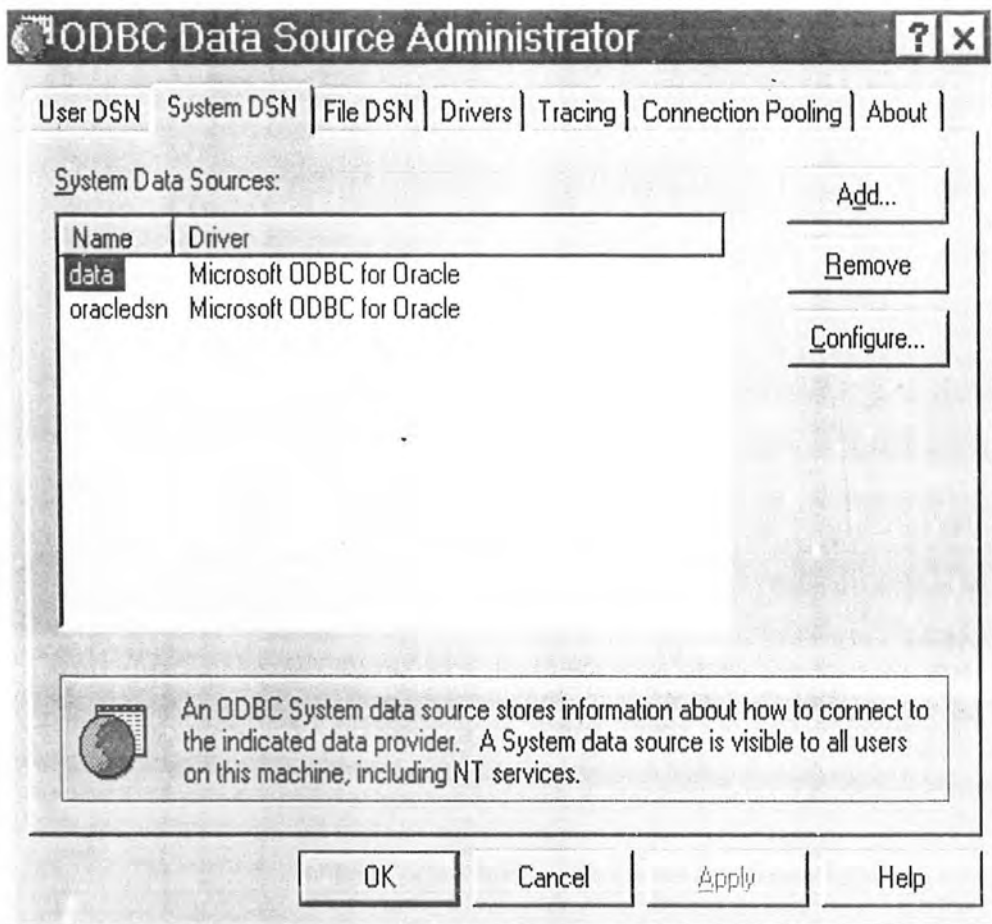 ODBC Data Source Administrator
? ×
User DSN System DSN File DSN Drivers Tracing Connection Pooling About
System Data Sources:
Name Driver
data Microsoft ODBC for Oracle
oracledsn Microsoft ODBC for Oracle
Add...
Remove
Configure...
An ODBC System data source stores information about how to connect to
the indicated data provider. A System data source is visible to all users
on this machine, including NT services.
OK Cancel Apply Help